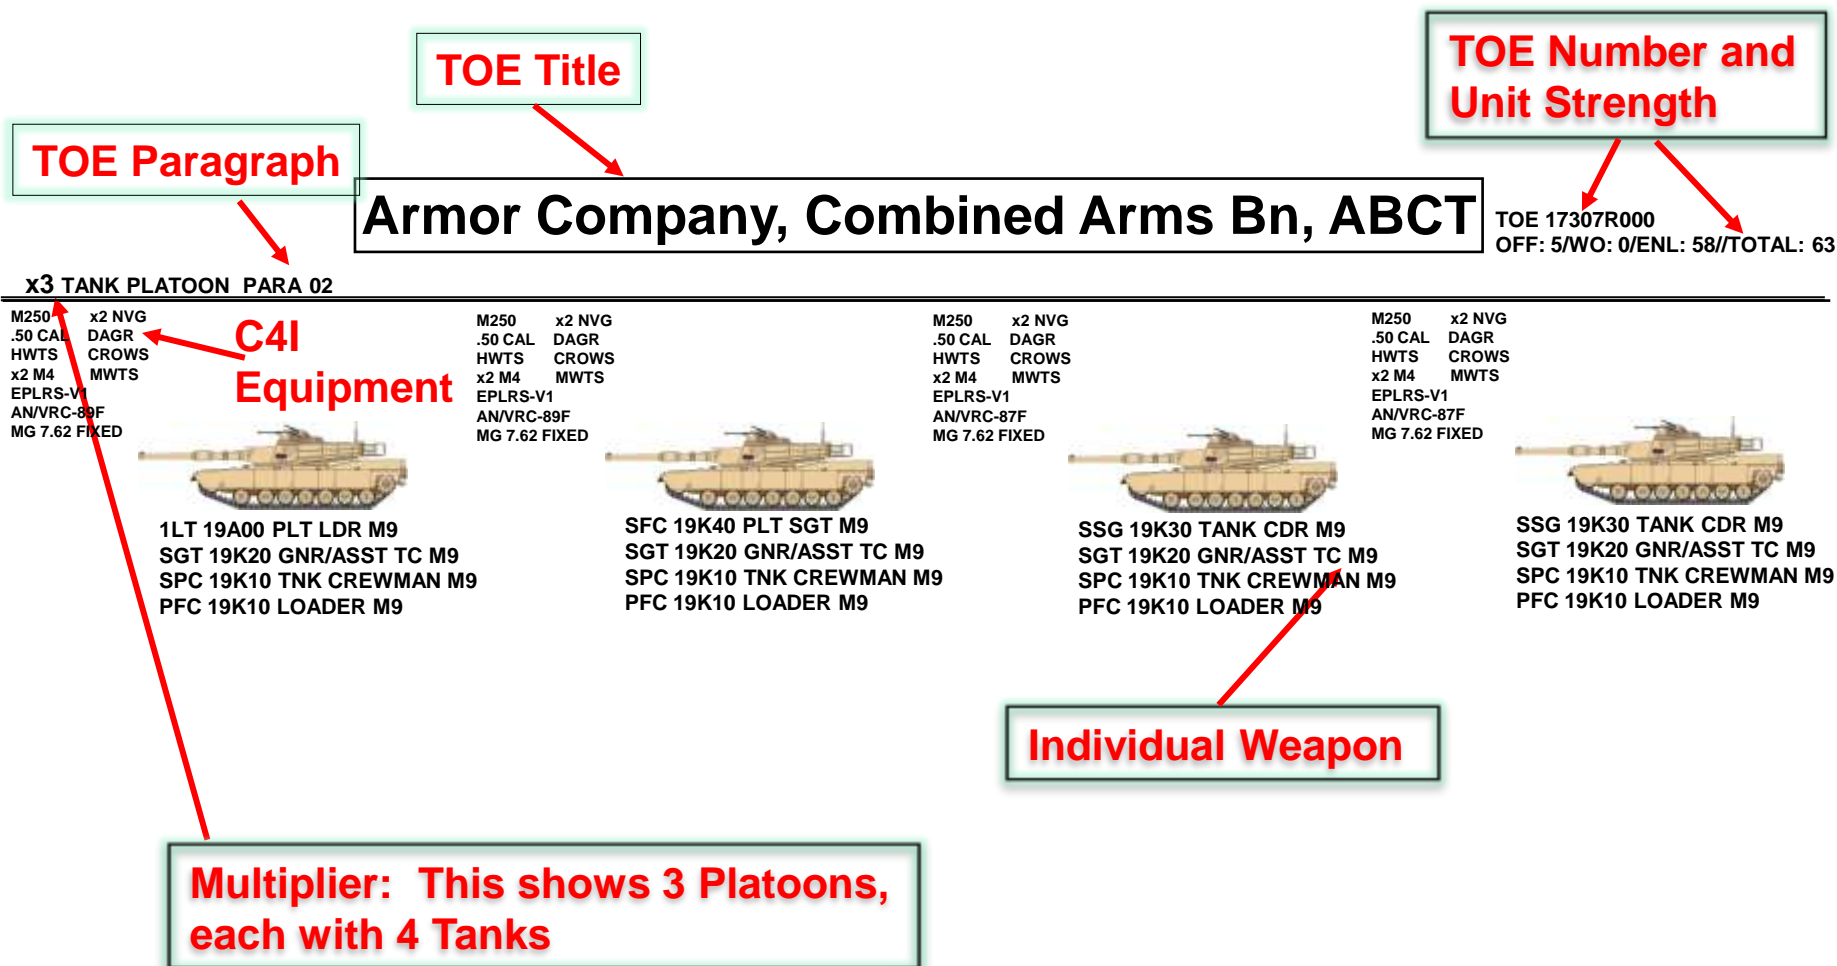 TOE Title
TOE Number and
Unit Strength
TOE Paragraph
Armor Company, Combined Arms Bn, ABCT
TOE 17307R000
OFF: 5/WO: 0/ENL: 58//TOTAL: 63
x3 TANK PLATOON PARA 02
M250 x2 NVG
.50 CAL DAGR
HWTS CROWS
x2 M4 MWTS
EPLRS-V1
AN/VRC-89F
MG 7.62 FIXED
C4I
Equipment
1LT 19A00 PLT LDR M9
SGT 19K20 GNR/ASST TC M9
SPC 19K10 TNK CREWMAN M9
PFC 19K10 LOADER M9
M250 x2 NVG
.50 CAL DAGR
HWTS CROWS
x2 M4 MWTS
EPLRS-V1
AN/VRC-89F
MG 7.62 FIXED
SFC 19K40 PLT SGT M9
SGT 19K20 GNR/ASST TC M9
SPC 19K10 TNK CREWMAN M9
PFC 19K10 LOADER M9
M250 x2 NVG
.50 CAL DAGR
HWTS CROWS
x2 M4 MWTS
EPLRS-V1
AN/VRC-87F
MG 7.62 FIXED
SSG 19K30 TANK CDR M9
SGT 19K20 GNR/ASST TC M9
SPC 19K10 TNK CREWMAN M9
PFC 19K10 LOADER M9
M250 x2 NVG
.50 CAL DAGR
HWTS CROWS
x2 M4 MWTS
EPLRS-V1
AN/VRC-87F
MG 7.62 FIXED
SSG 19K30 TANK CDR M9
SGT 19K20 GNR/ASST TC M9
SPC 19K10 TNK CREWMAN M9
PFC 19K10 LOADER M9
Individual Weapon
Multiplier: This shows 3 Platoons,
each with 4 Tanks